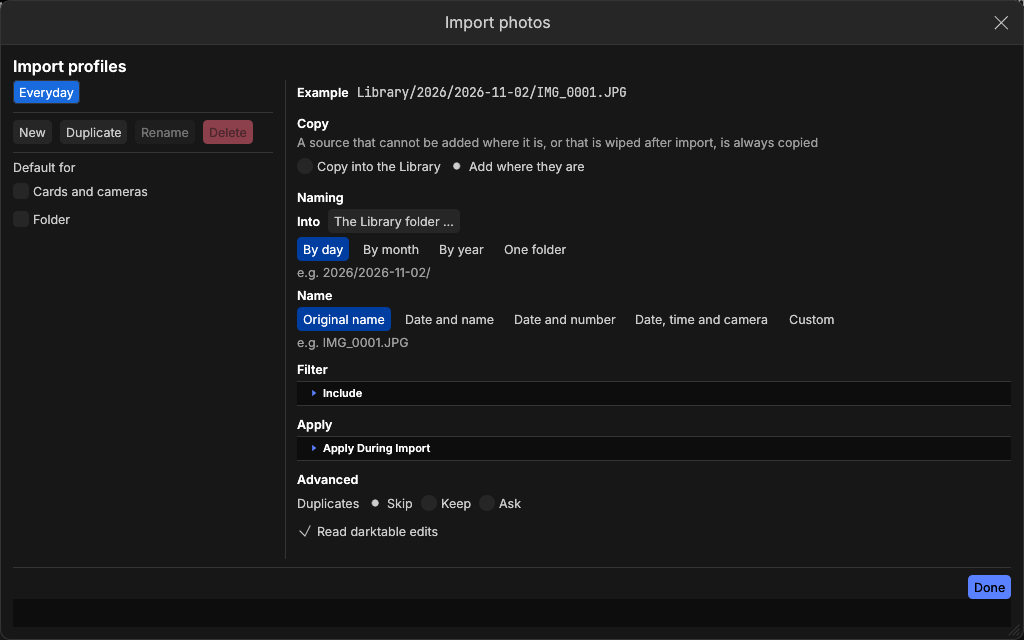 Import photos
Import profiles
Everyday
New Duplicate Rename Delete
Default for
Cards and cameras
Folder
Example Library/2026/2026-11-02/IMG_0001.JPG
Copy
A source that cannot be added where it is, or that is wiped after import, is always copied
Copy into the Library Add where they are
Naming
Into The Library folder ...
By day By month By year One folder
e.g. 2026/2026-11-02/
Name
Original name Date and name Date and number Date, time and camera Custom
e.g. IMG_0001.JPG
Filter
Include
Apply
Apply During Import
Advanced
Duplicates Skip Keep Ask
Read darktable edits
Done